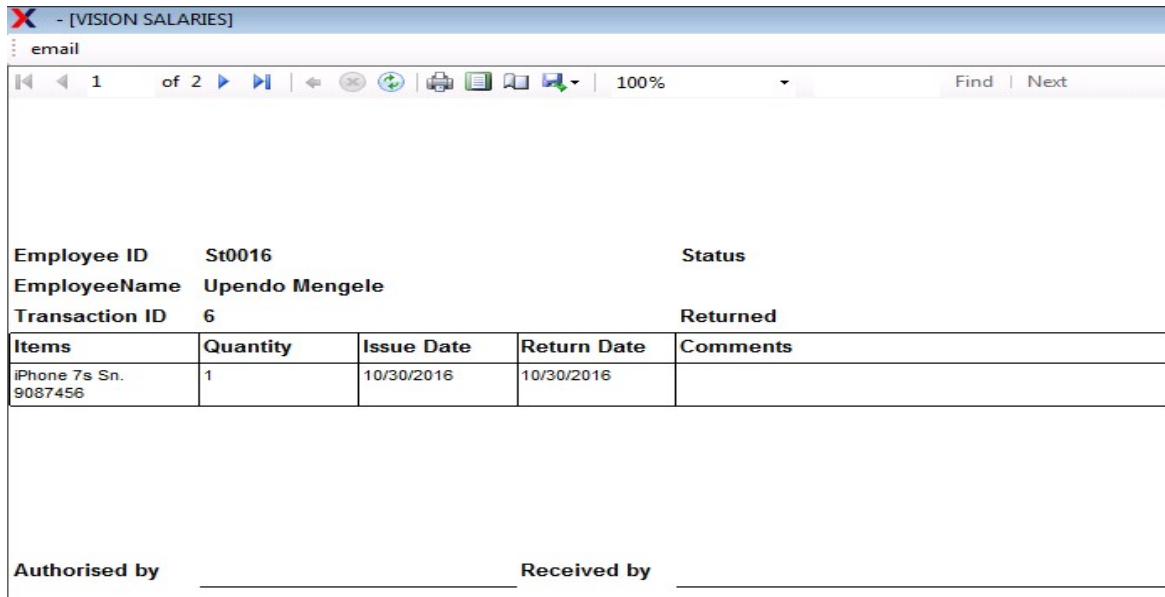 X - [VISION SALARIES]
email
1 of 2 100% Find | Next
Employee ID St0016 Status
EmployeeName Upendo Mengele
Transaction ID 6 Returned
Items Quantity Issue Date Return Date Comments
iPhone 7s Sn. 1 10/30/2016 10/30/2016
9087456
Authorised by Received by